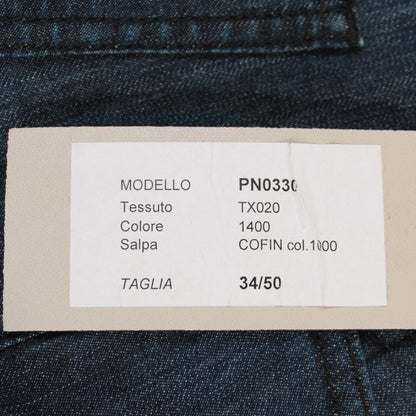 MODELLO PN0330
Tessuto TX020
Colore 1400
Salpa COFIN col.1000
TAGLIA 34/50